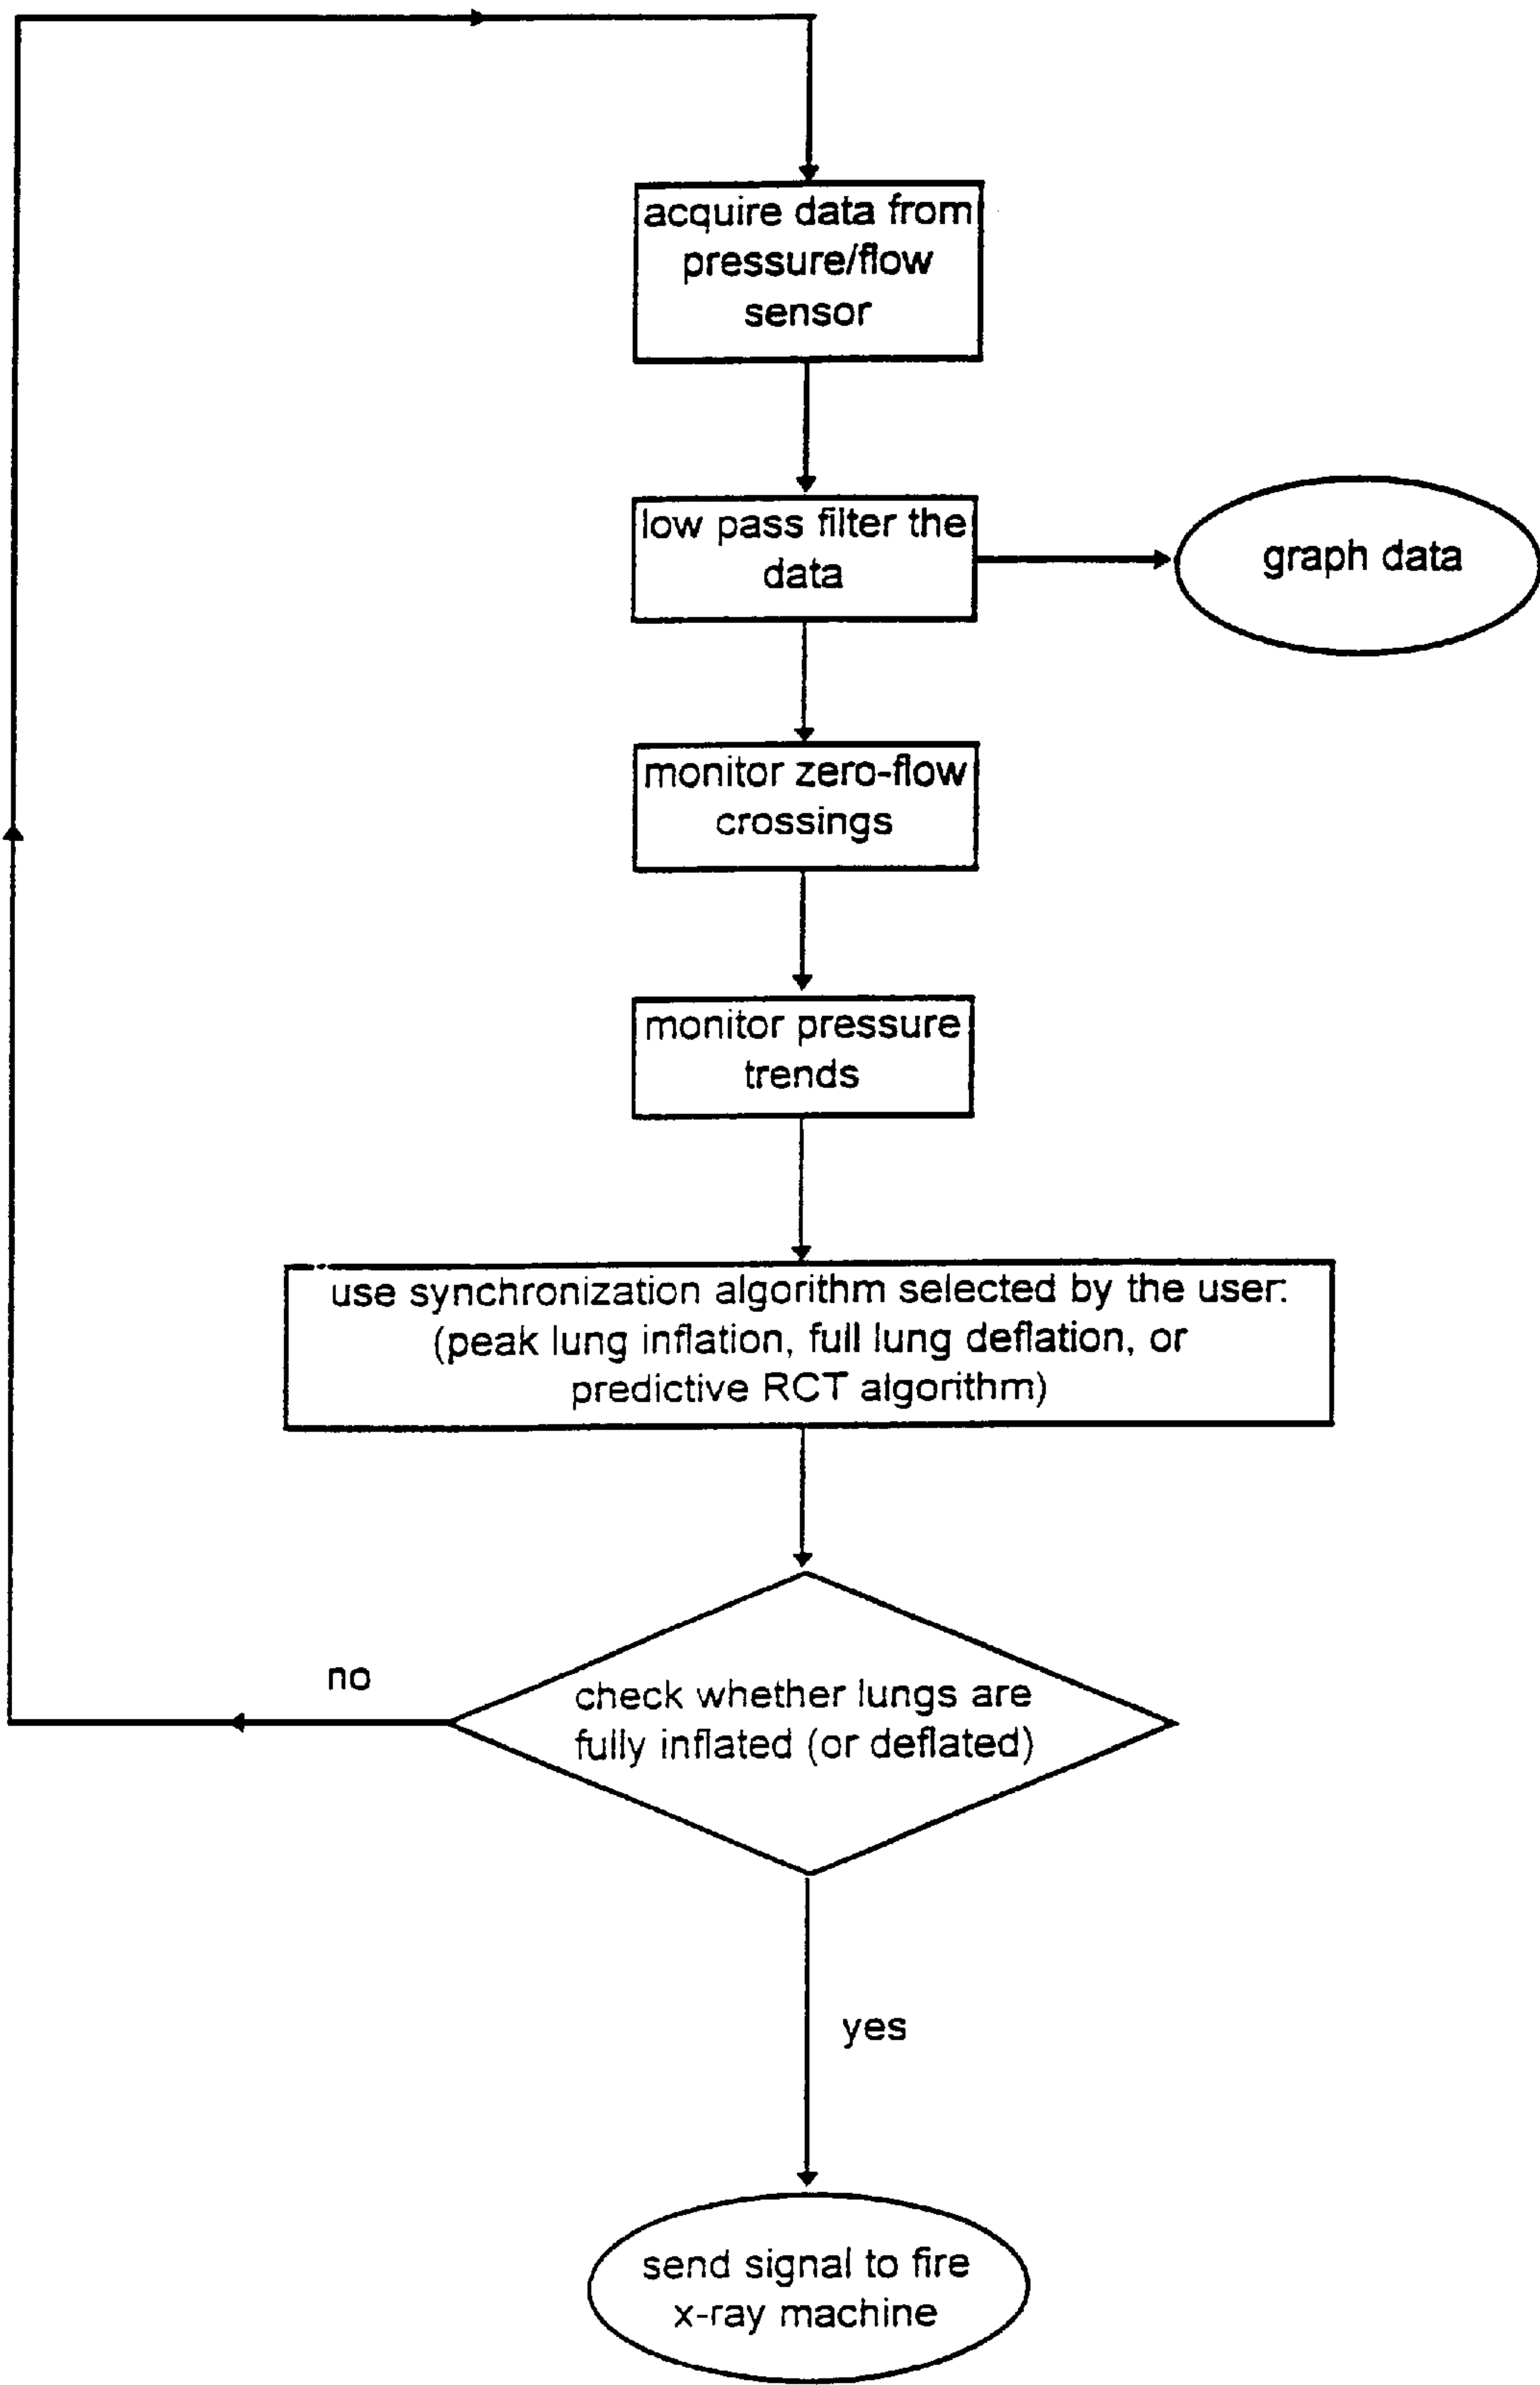 acquire data from
pressure/flow
sensor
low pass filter the
data
graph data
monitor zero-flow
crossings
monitor pressure
trends
use synchronization algorithm selected by the user:
(peak lung inflation, full lung deflation, or
predictive RCT algorithm)
no
check whether lungs are
fully inflated (or deflated)
yes
send signal to fire
x-ray machine